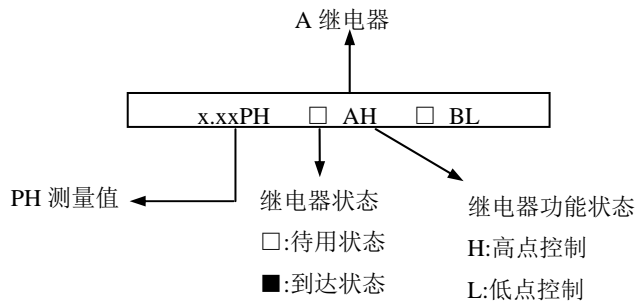 A 继电器
x.xxPH □ AH □ BL
PH 测量值
继电器状态
□:待用状态
■:到达状态
继电器功能状态
H:高点控制
L:低点控制